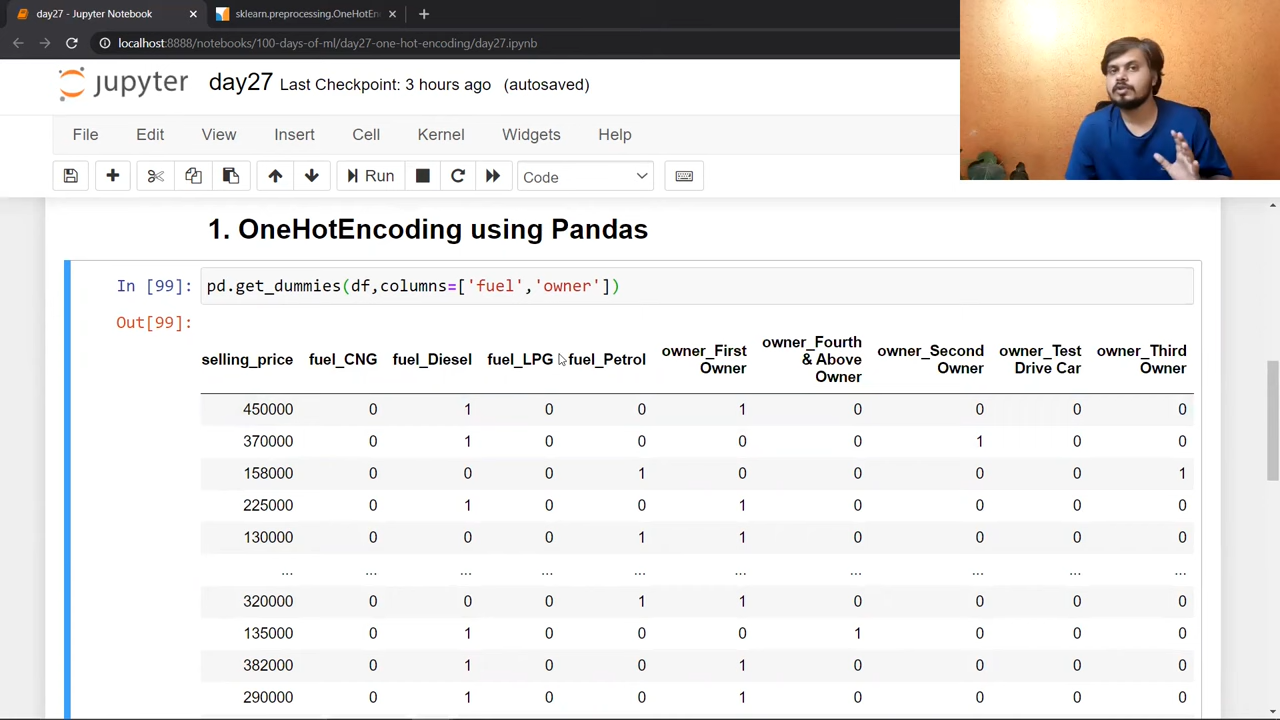 day27 - Jupyter Notebook
sklearn.preprocessing.OneHotEn
localhost:8888/notebooks/100-days-of-ml/day27-one-hot-encoding/day27.ipynb
jupyter day27 Last Checkpoint: 3 hours ago (autosaved)
File Edit View Insert Cell Kernel Widgets Help
Run Code
1. OneHotEncoding using Pandas
In [99]: pd.get_dummies(df,columns=['fuel','owner'])
Out[99]:
selling_price fuel_CNG fuel_Diesel fuel_LPG fuel_Petrol owner_First Owner owner_Fourth & Above Owner owner_Second Owner owner_Test Drive Car owner_Third Owner
450000 0 1 0 0 1 0 0 0 0
370000 0 1 0 0 0 0 1 0 0
158000 0 0 0 1 0 0 0 0 1
225000 0 1 0 0 1 0 0 0 0
130000 0 0 0 1 1 0 0 0 0
... ... ... ... ... ... ... ... ... ...
320000 0 0 0 1 1 0 0 0 0
135000 0 1 0 0 0 1 0 0 0
382000 0 1 0 0 1 0 0 0 0
290000 0 1 0 0 1 0 0 0 0